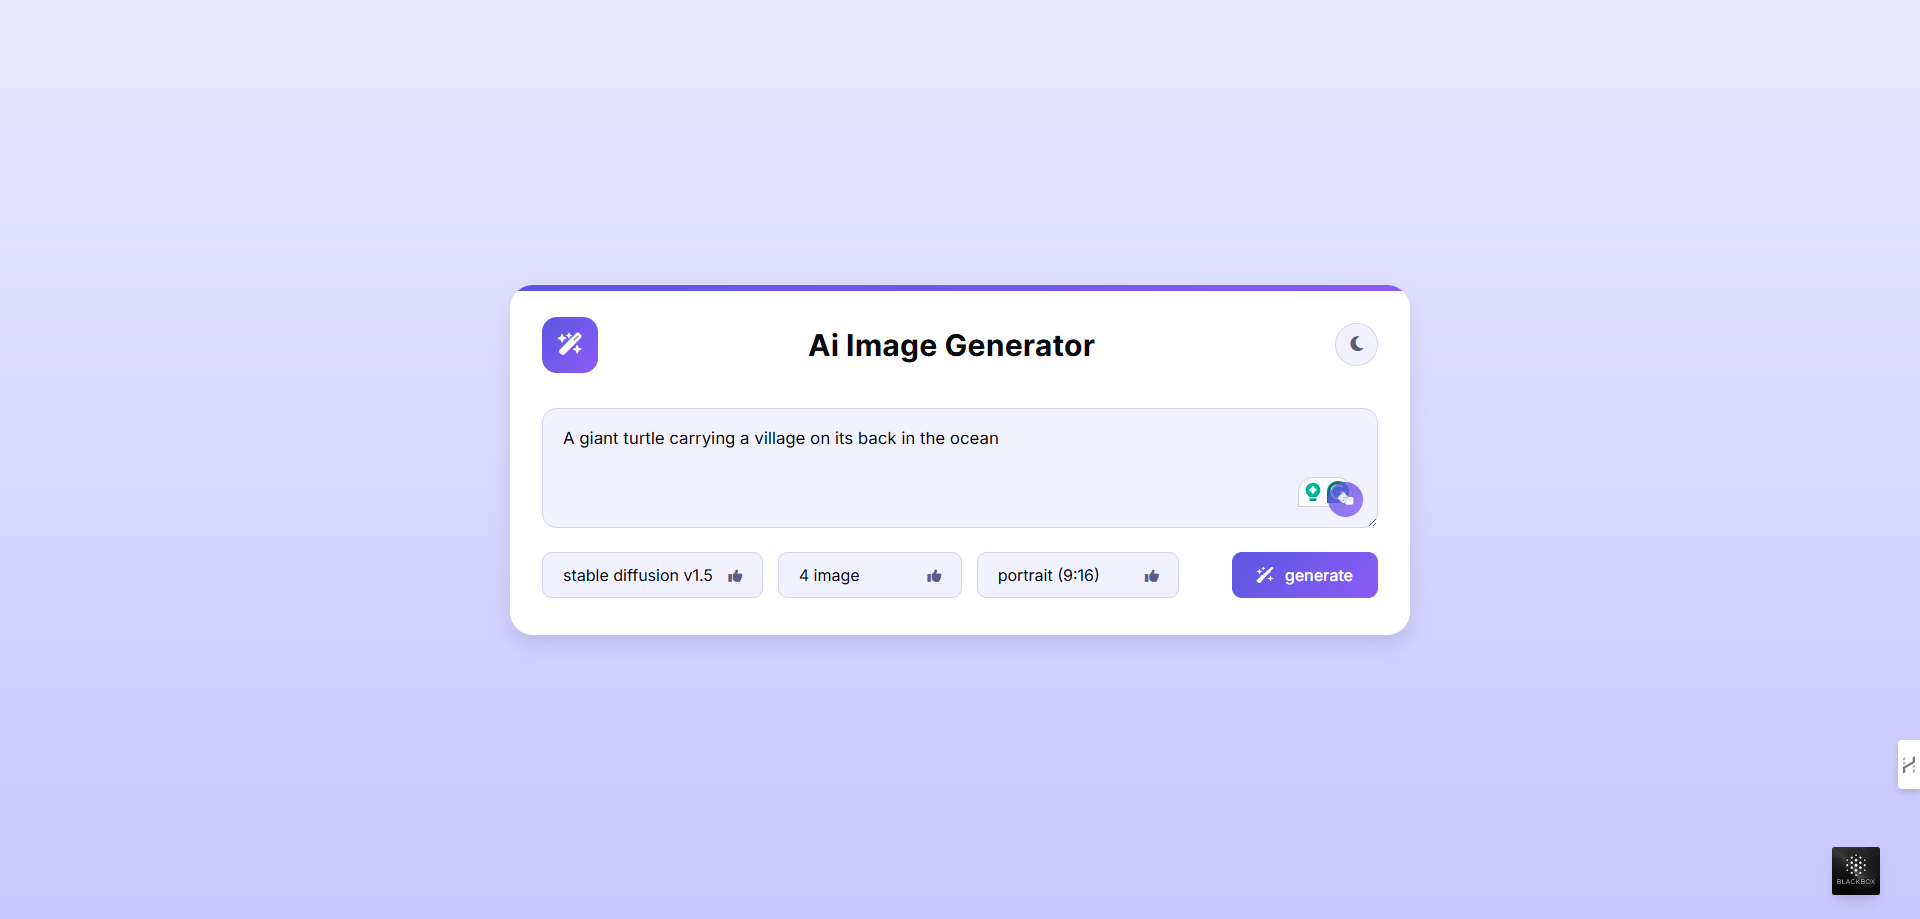 Ai Image Generator
A giant turtle carrying a village on its back in the ocean
stable diffusion v1.5
4 image
portrait (9:16)
generate
BLACKBOX